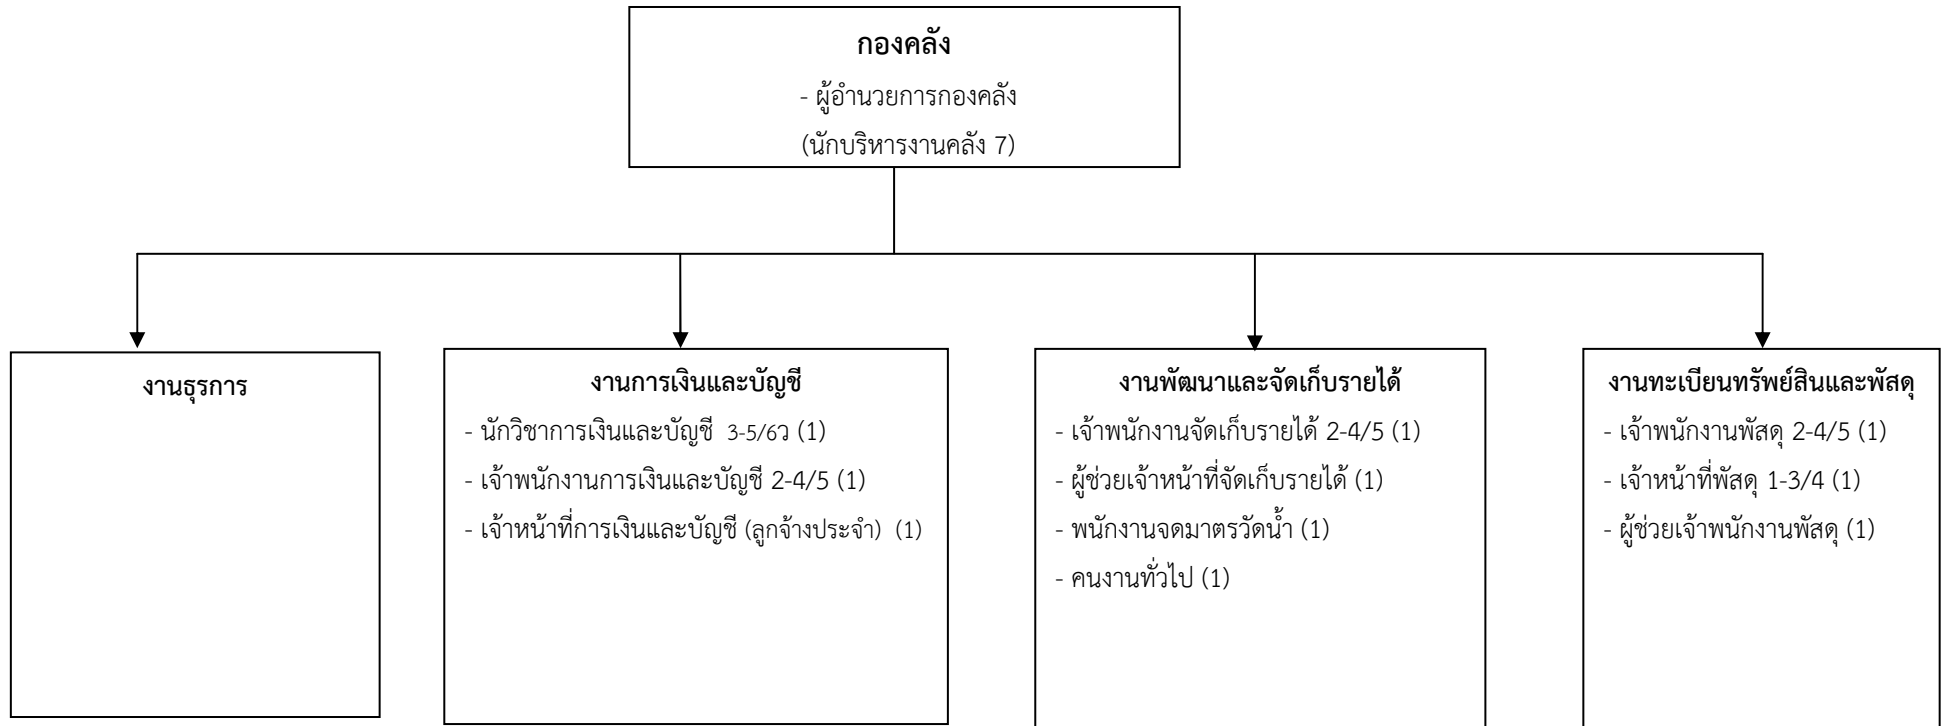 กองคลัง
- ผู้อำนวยการกองคลัง
(นักบริหารงานคลัง 7)
งานธุรการ
งานการเงินและบัญชี
- นักวิชาการเงินและบัญชี 3-5/6ว (1)
- เจ้าพนักงานการเงินและบัญชี 2-4/5 (1)
- เจ้าหน้าที่การเงินและบัญชี (ลูกจ้างประจำ) (1)
งานพัฒนาและจัดเก็บรายได้
- เจ้าพนักงานจัดเก็บรายได้ 2-4/5 (1)
- ผู้ช่วยเจ้าหน้าที่จัดเก็บรายได้ (1)
- พนักงานจดมาตรวัดน้ำ (1)
- คนงานทั่วไป (1)
งานทะเบียนทรัพย์สินและพัสดุ
- เจ้าพนักงานพัสดุ 2-4/5 (1)
- เจ้าหน้าที่พัสดุ 1-3/4 (1)
- ผู้ช่วยเจ้าพนักงานพัสดุ (1)